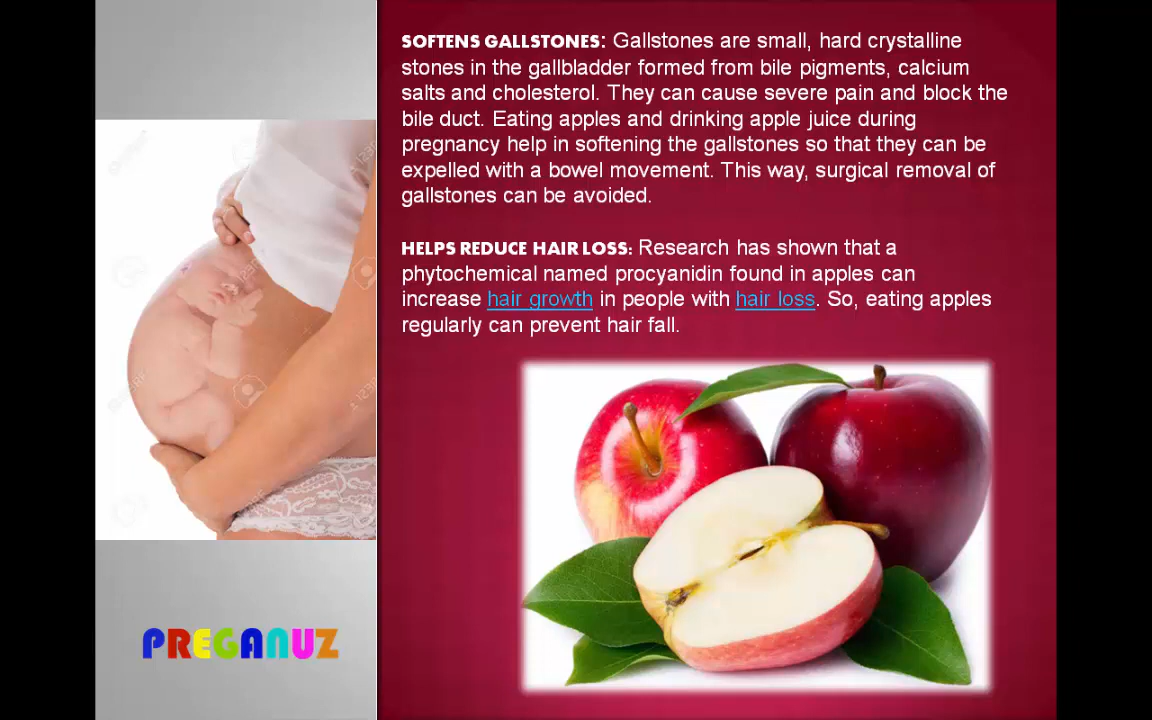 SOFTENS GALLSTONES: Gallstones are small, hard crystalline
stones in the gallbladder formed from bile pigments, calcium
salts and cholesterol. They can cause severe pain and block the
bile duct. Eating apples and drinking apple juice during
pregnancy help in softening the gallstones so that they can be
expelled with a bowel movement. This way, surgical removal of
gallstones can be avoided.
HELPS REDUCE HAIR LOSS: Research has shown that a
phytochemical named procyanidin found in apples can
increase hair growth in people with hair loss. So, eating apples
regularly can prevent hair fall.
PREGANUZ